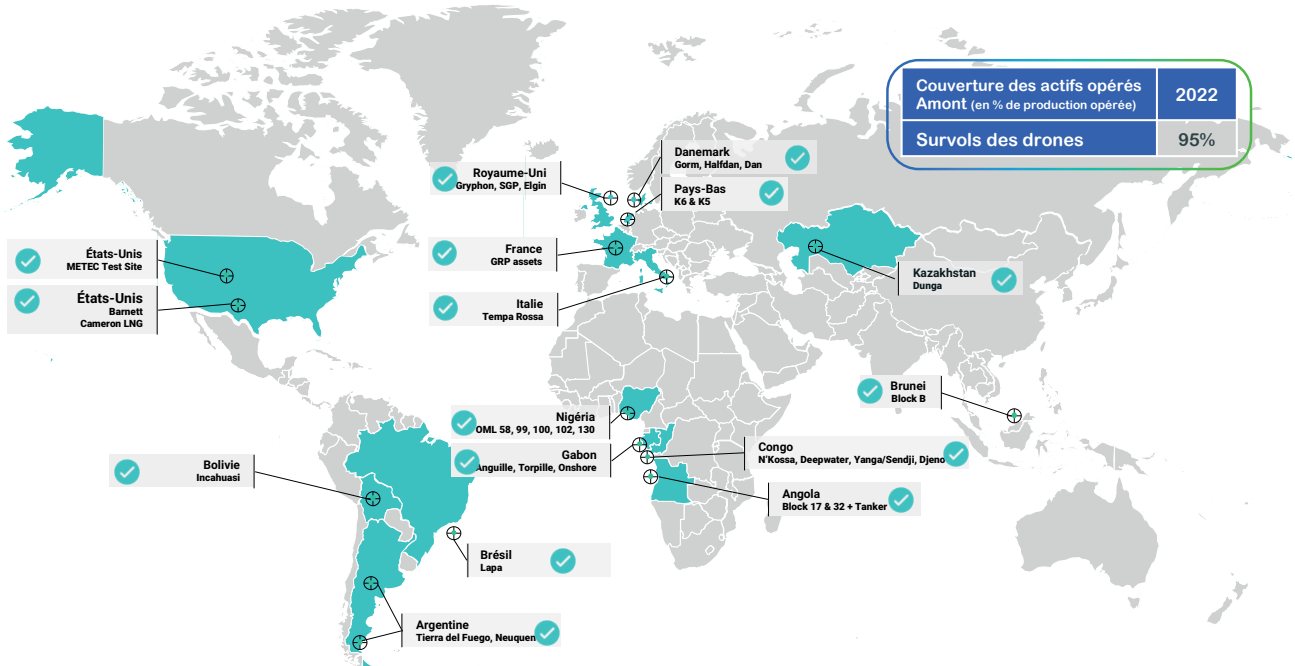 Couverture des actifs opérés
Amont (en % de production opérée)
2022
Survols des drones
95%
Danemark
Gorm, Halfdan, Dan
Royaume-Uni
Gryphon, SGP, Elgin
Pays-Bas
K6 & K5
France
GRP assets
États-Unis
METEC Test Site
États-Unis
Barnett
Cameron LNG
Kazakhstan
Dunga
Italie
Tempa Rossa
Brunei
Block B
Nigéria
OML 58, 99, 100, 102, 130
Gabon
Anguille, Torpille, Onshore
Congo
N'Kossa, Deepwater, Yanga/Sendji, Djeno
Bolivie
Incahuasi
Angola
Block 17 & 32 + Tanker
Brésil
Lapa
Argentine
Tierra del Fuego, Neuquen